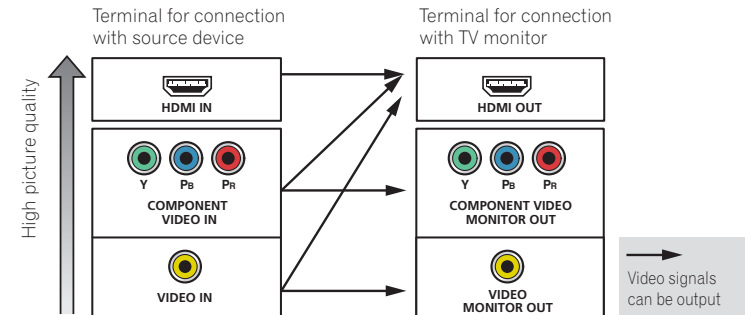 Terminal for connection
with source device
Terminal for connection
with TV monitor
High picture quality
HDMI IN
HDMI OUT
Y PB PR
COMPONENT
VIDEO IN
Y PB PR
COMPONENT VIDEO
MONITOR OUT
VIDEO IN
VIDEO
MONITOR OUT
Video signals
can be output